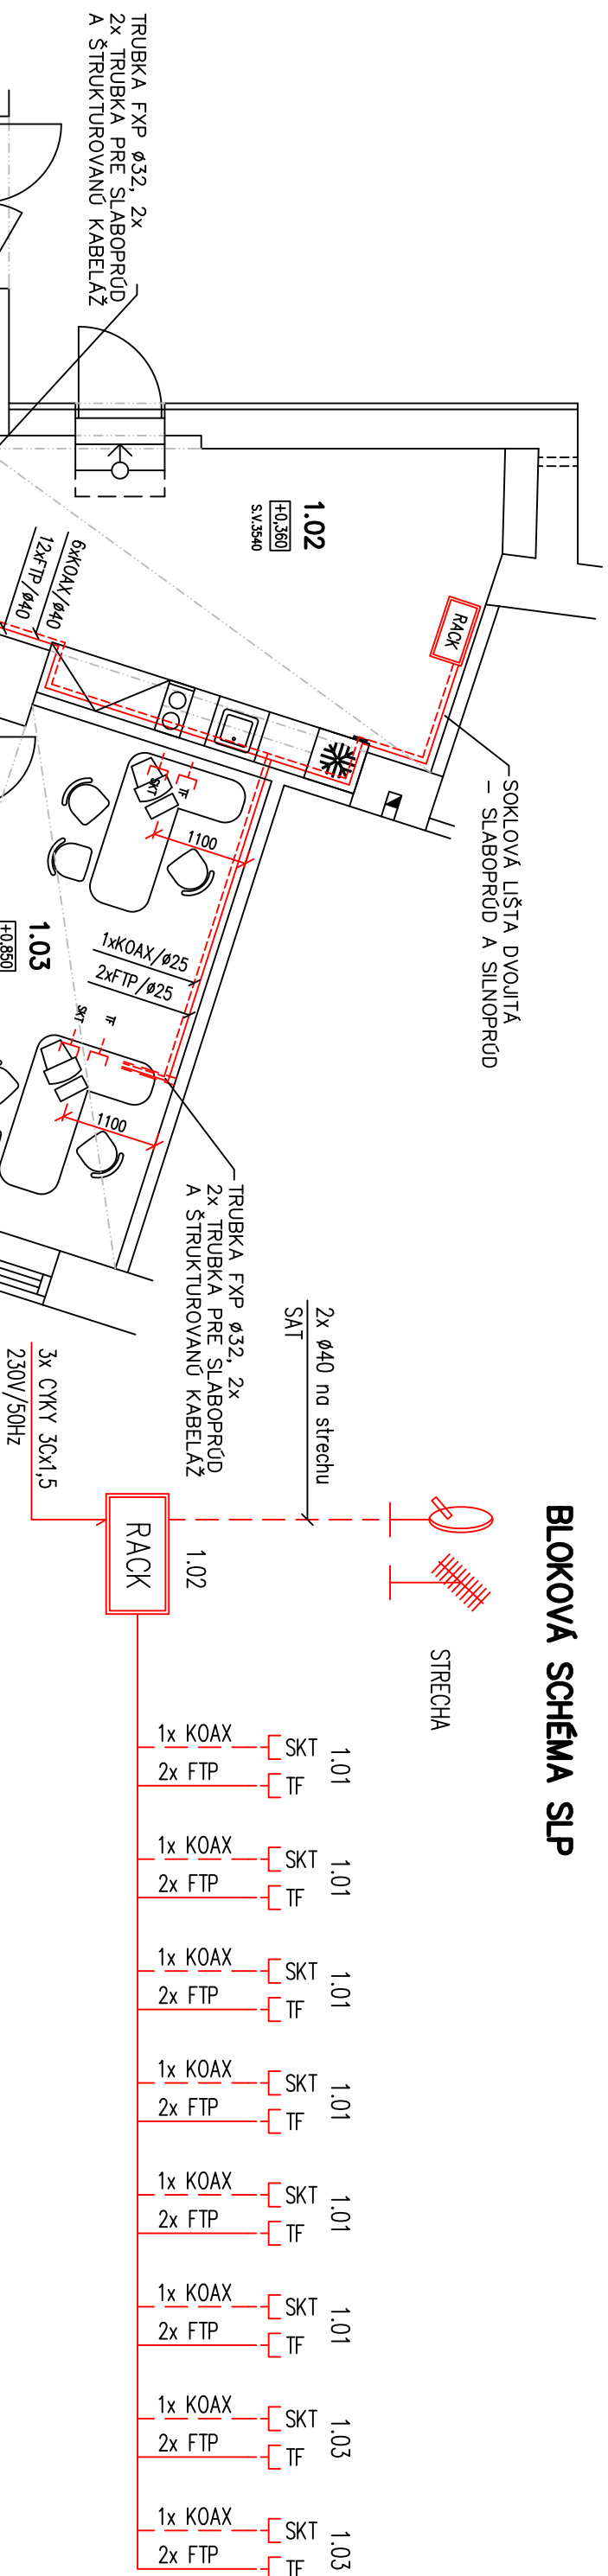 TRUBKA FXP ø32, 2x
2x TRUBKA PRE SLABOPRÚD
A ŠTRUKTUROVANÚ KABELÁŽ
1.02
+0,360
S.V.3540
6xKOAX/ø40
12xFTP/ø40
RACK
SOKLOVÁ LIŠTA DVOJITÁ
– SLABOPRÚD A SILNOPRÚD
SKT
TF
1100
1.03
+0,850
1xKOAX/ø25
2xFTP/ø25
SKT
TF
1100
TRUBKA FXP ø32, 2x
2x TRUBKA PRE SLABOPRÚD
A ŠTRUKTUROVANÚ KABELÁŽ
BLOKOVÁ SCHÉMA SLP
2x ø40 na strechu
SAT
STRECHA
3x CYKY 3Cx1,5
230V/50Hz
1.02
RACK
1.01
SKT
TF
1x KOAX
2x FTP
1.01
SKT
TF
1x KOAX
2x FTP
1.01
SKT
TF
1x KOAX
2x FTP
1.01
SKT
TF
1x KOAX
2x FTP
1.01
SKT
TF
1x KOAX
2x FTP
1.01
SKT
TF
1x KOAX
2x FTP
1.03
SKT
TF
1x KOAX
2x FTP
1.03
SKT
TF
1x KOAX
2x FTP